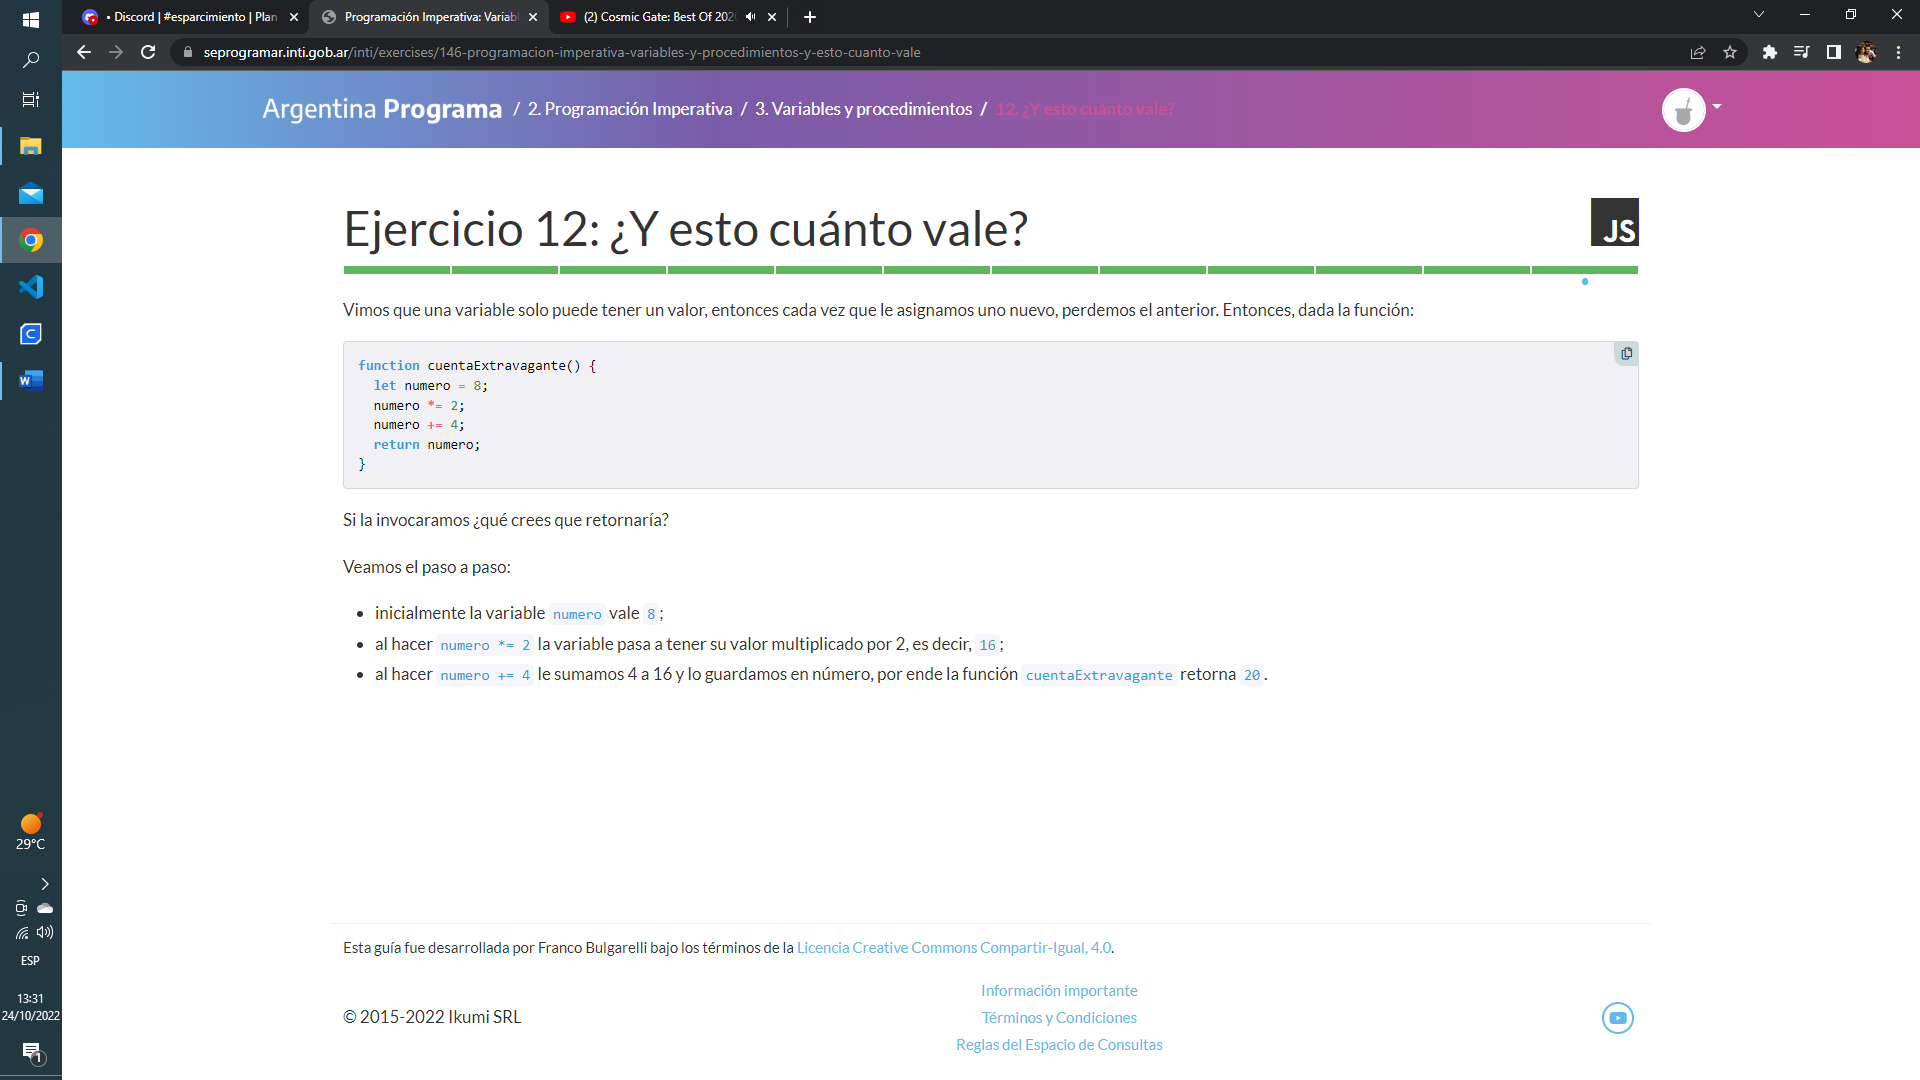 • Discord | #esparcimiento | Plan
Programación Imperativa: Variab
(2) Cosmic Gate: Best Of 202
seprogramar.inti.gob.ar/inti/exercises/146-programacion-imperativa-variables-y-procedimientos-y-esto-cuanto-vale
Argentina Programa / 2. Programación Imperativa / 3. Variables y procedimientos / 12. ¿Y esto cuánto vale?
Ejercicio 12: ¿Y esto cuánto vale?
JS
Vimos que una variable solo puede tener un valor, entonces cada vez que le asignamos uno nuevo, perdemos el anterior. Entonces, dada la función:
function cuentaExtravagante() {
let numero = 8;
numero *= 2;
numero += 4;
return numero;
}
Si la invocaramos ¿qué crees que retornaría?
Veamos el paso a paso:
• inicialmente la variable numero vale 8 ;
• al hacer numero *= 2 la variable pasa a tener su valor multiplicado por 2, es decir, 16 ;
• al hacer numero += 4 le sumamos 4 a 16 y lo guardamos en número, por ende la función cuentaExtravagante retorna 20 .
Esta guía fue desarrollada por Franco Bulgarelli bajo los términos de la Licencia Creative Commons Compartir-Igual, 4.0.
Información importante
© 2015-2022 Ikumi SRL
Términos y Condiciones
Reglas del Espacio de Consultas
29°C
ESP
13:31
24/10/2022
1